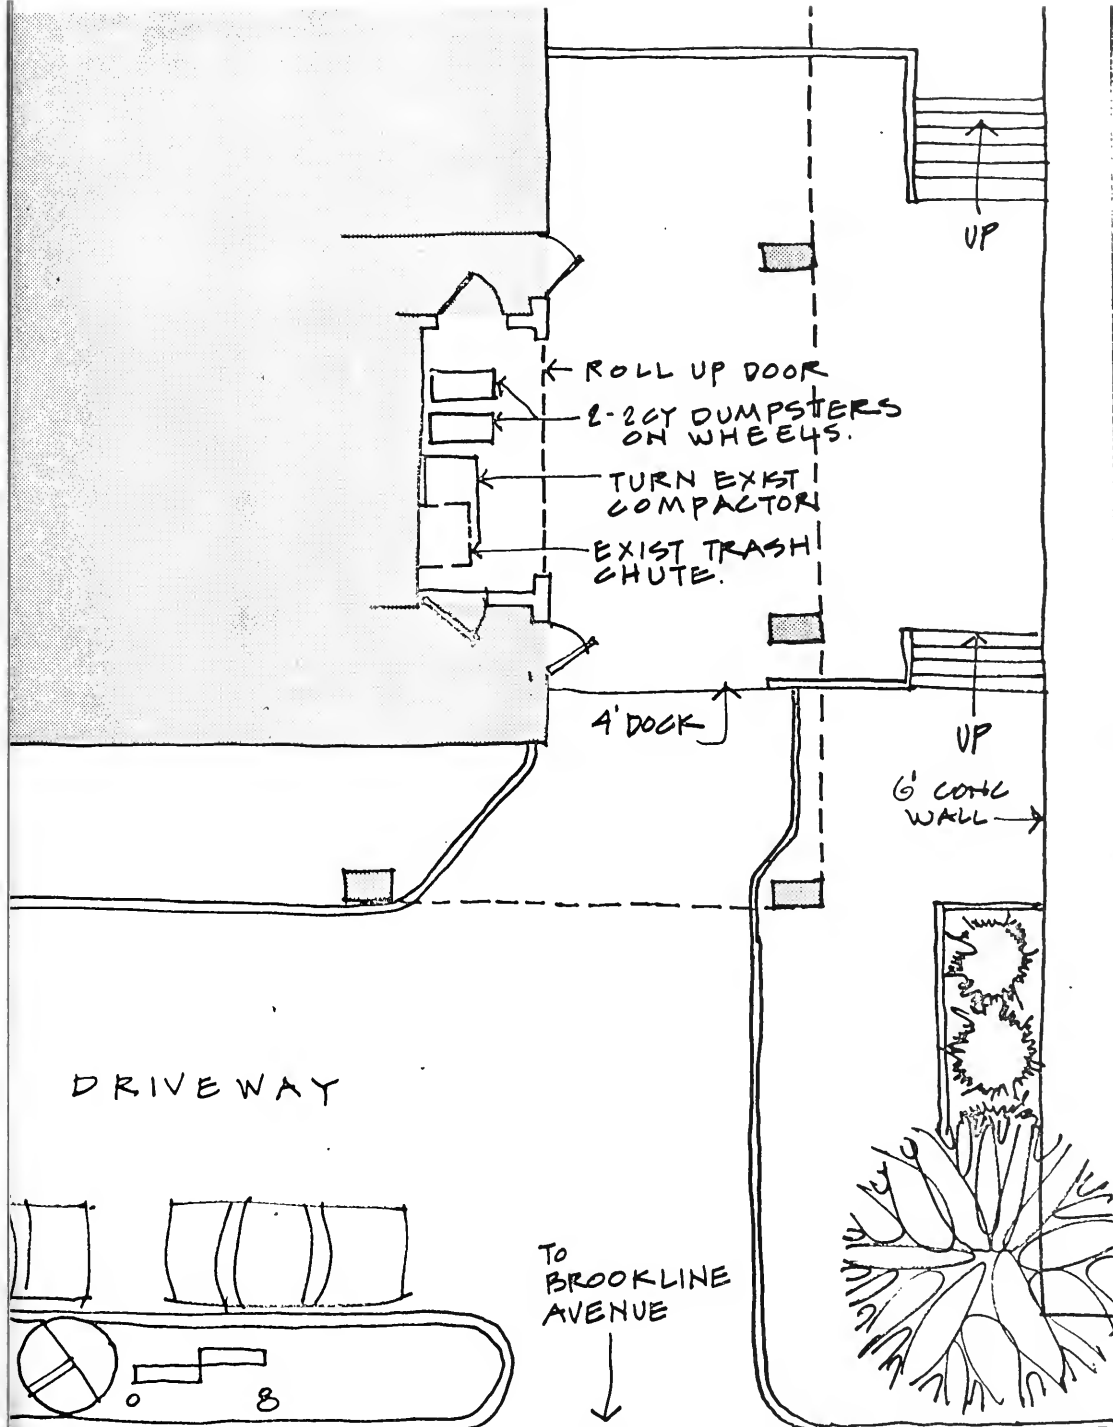 UP
ROLL UP DOOR
2-2CY DUMPSTERS
ON WHEELS.
TURN EXIST
COMPACTOR
EXIST TRASH
CHUTE.
4' DOCK
UP
6' CONC
WALL
DRIVEWAY
TO
BROOKLINE
AVENUE
0 8